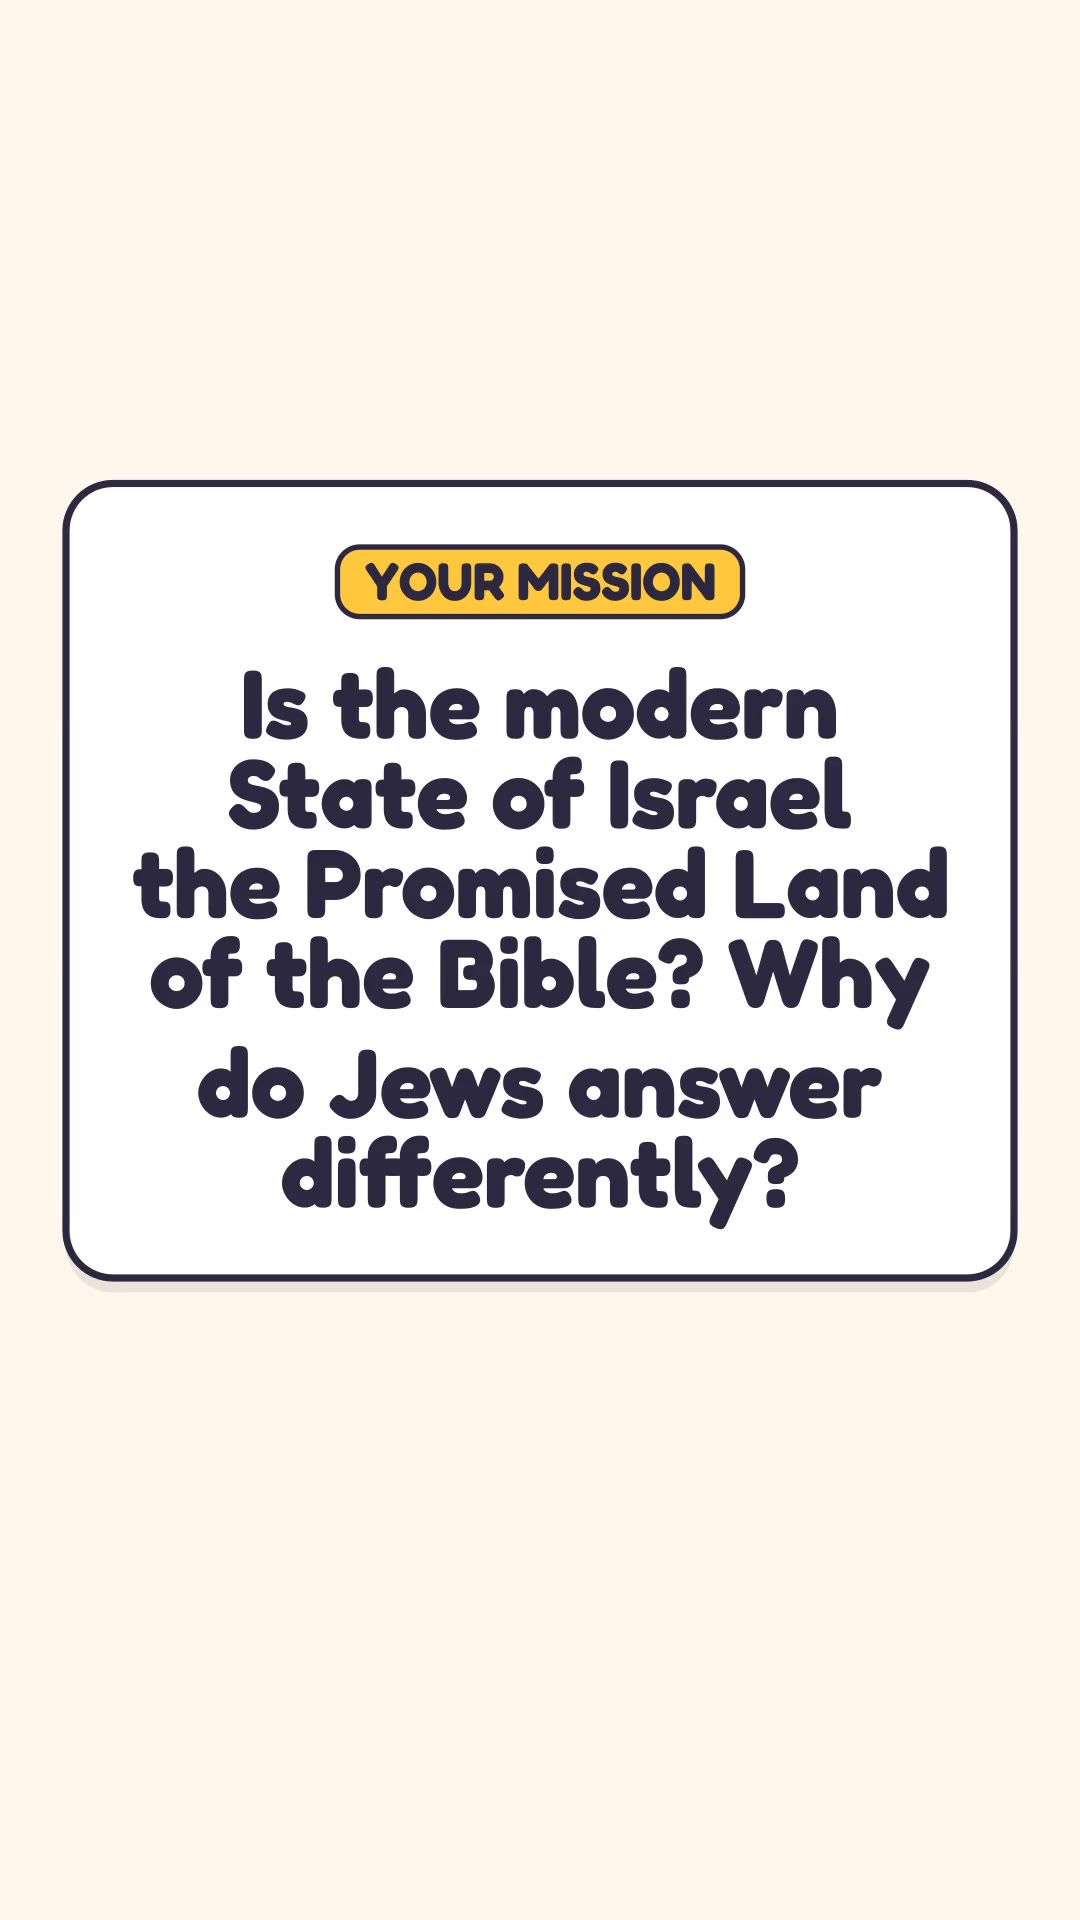 YOUR MISSION
Is the modern
State of Israel
the Promised Land
of the Bible? Why
do Jews answer
differently?